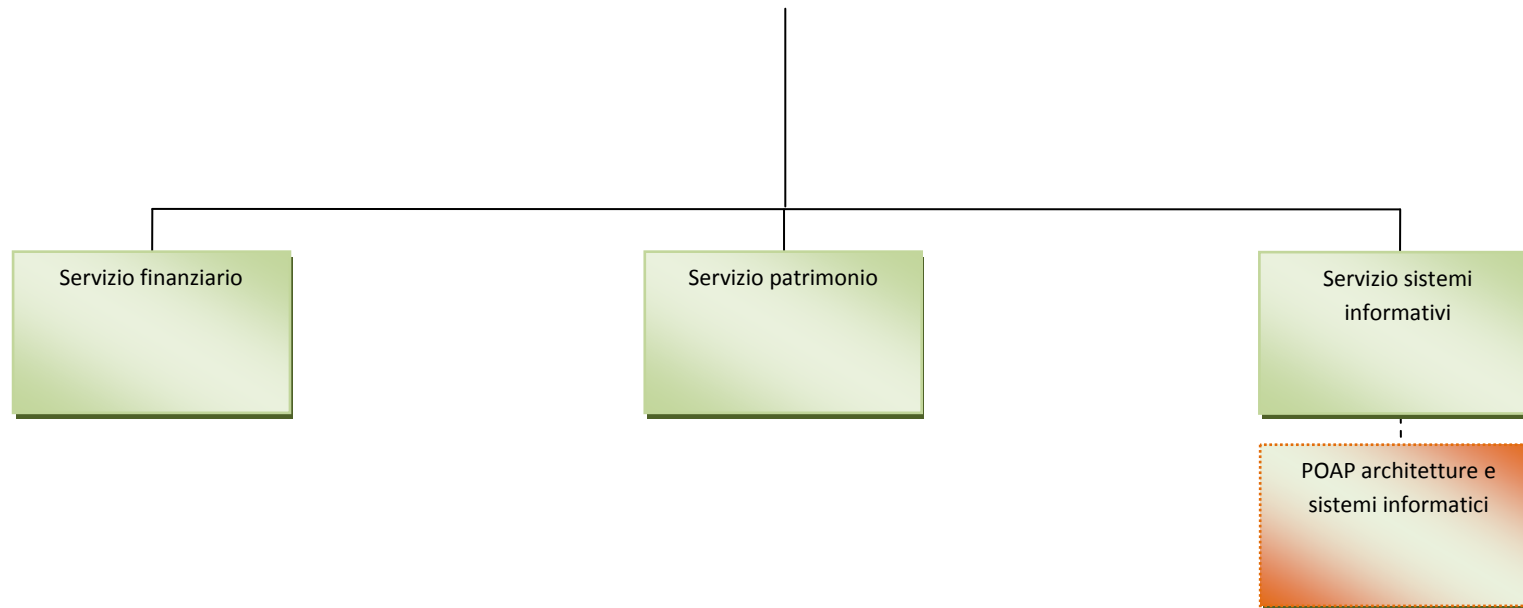 Servizio finanziario
Servizio patrimonio
Servizio sistemi
informativi
POAP architetture e
sistemi informatici